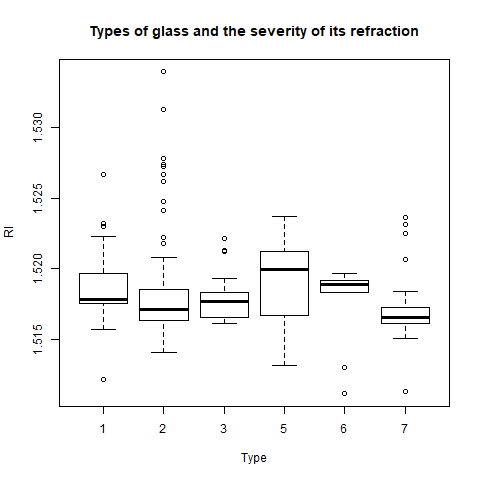 Types of glass and the severity of its refraction
RI
1.530
1.525
1.520
1.515
1 2 3 5 6 7
Type